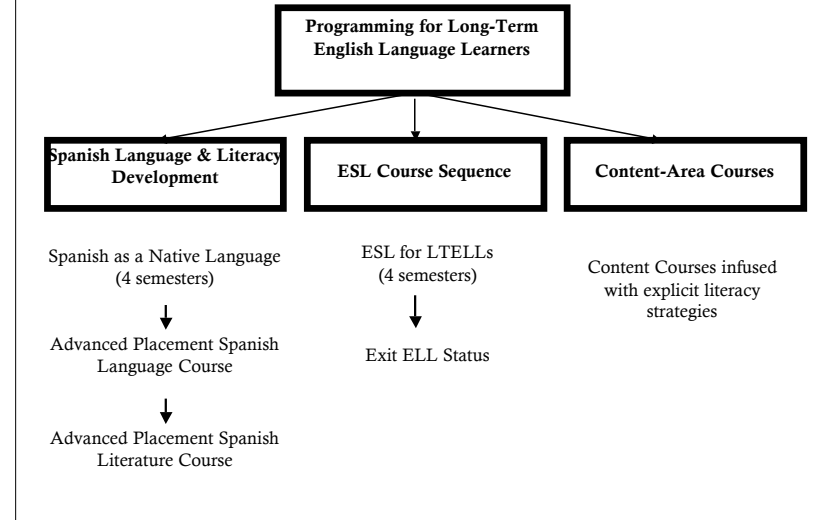 Programming for Long-Term
English Language Learners
Spanish Language & Literacy
Development
ESL Course Sequence
Content-Area Courses
Spanish as a Native Language
(4 semesters)
Advanced Placement Spanish
Language Course
Advanced Placement Spanish
Literature Course
ESL for LTELLs
(4 semesters)
Exit ELL Status
Content Courses infused
with explicit literacy
strategies